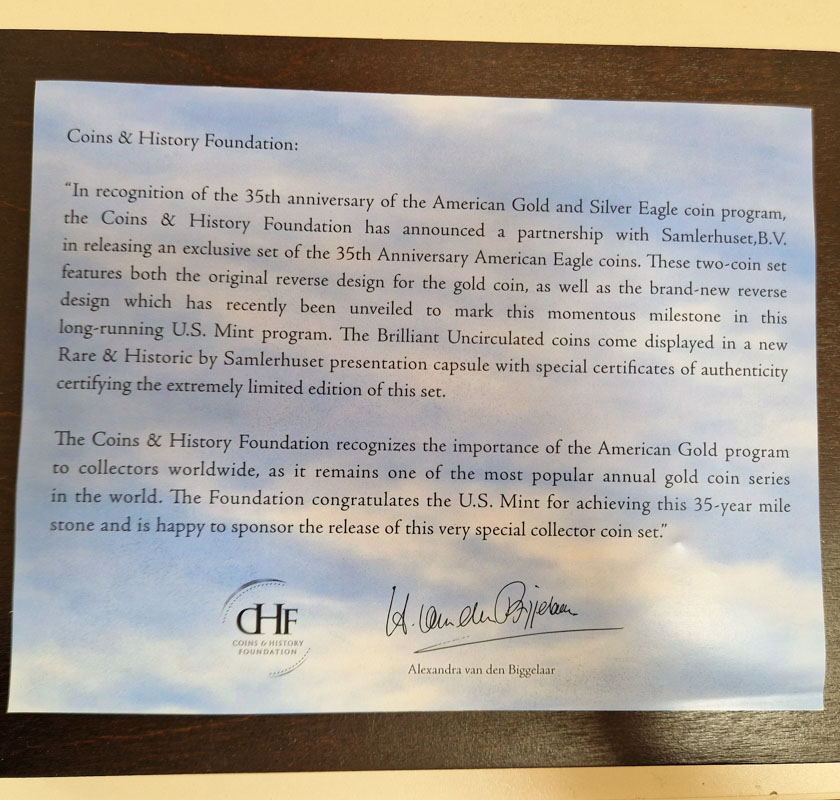 Coins & History Foundation:
“In recognition of the 35th anniversary of the American Gold and Silver Eagle coin program,
the Coins & History Foundation has announced a partnership with Samlerhuset,B.V.
in releasing an exclusive set of the 35th Anniversary American Eagle coins. These two-coin set
features both the original reverse design for the gold coin, as well as the brand-new reverse
design which has recently been unveiled to mark this momentous milestone in this
long-running U.S. Mint program. The Brilliant Uncirculated coins come displayed in a new
Rare & Historic by Samlerhuset presentation capsule with special certificates of authenticity
certifying the extremely limited edition of this set.
The Coins & History Foundation recognizes the importance of the American Gold program
to collectors worldwide, as it remains one of the most popular annual gold coin series
in the world. The Foundation congratulates the U.S. Mint for achieving this 35-year mile
stone and is happy to sponsor the release of this very special collector coin set.”
CHF
COINS & HISTORY
FOUNDATION
Alexandra van den Biggelaar